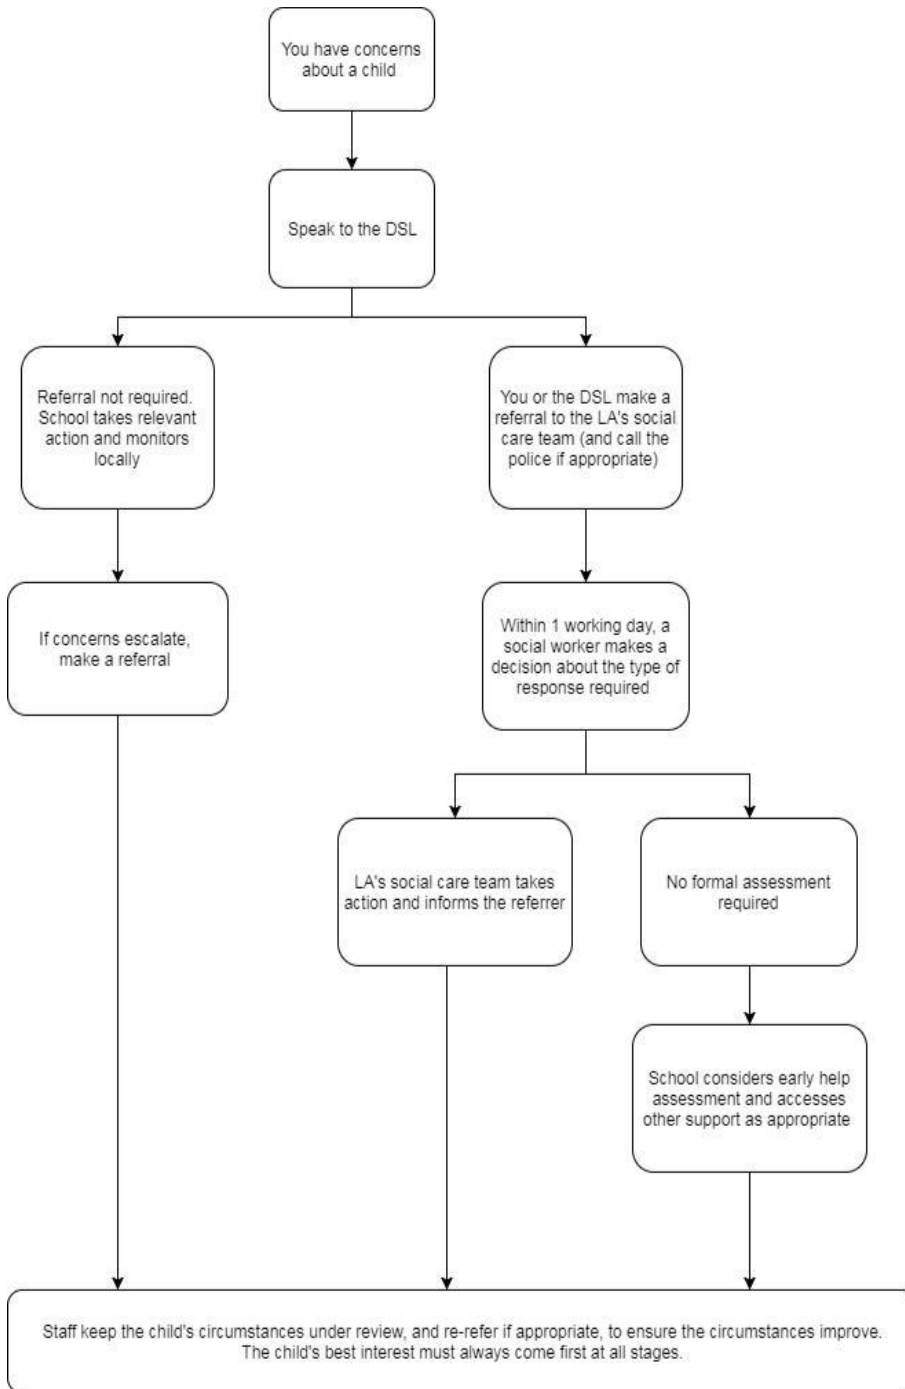 You have concerns
about a child
Speak to the DSL
Referral not required.
School takes relevant
action and monitors
locally
You or the DSL make a
referral to the LA's social
care team (and call the
police if appropriate)
If concerns escalate,
make a referral
Within 1 working day, a
social worker makes a
decision about the type of
response required
LA's social care team takes
action and informs the referrer
No formal assessment
required
School considers early help
assessment and accesses
other support as appropriate
Staff keep the child's circumstances under review, and re-refer if appropriate, to ensure the circumstances improve.
The child's best interest must always come first at all stages.